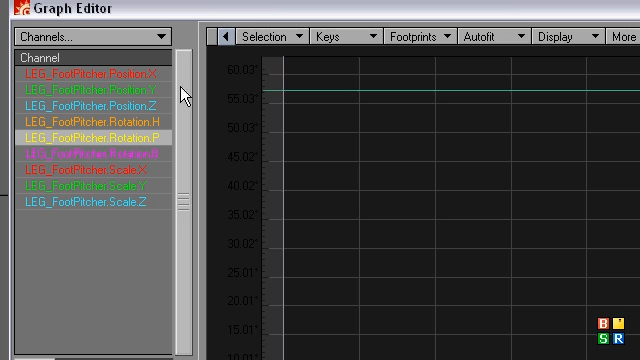 Graph Editor
Channels...
Selection
Keys
Footprints
Autofit
Display
More
Channel
LEG_FootPitcher.Position.X
LEG_FootPitcher.Position.Y
LEG_FootPitcher.Position.Z
LEG_FootPitcher.Rotation.H
LEG_FootPitcher.Rotation.P
LEG_FootPitcher.Rotation.B
LEG_FootPitcher.Scale.X
LEG_FootPitcher.Scale.Y
LEG_FootPitcher.Scale.Z
60.03°
55.03°
50.03°
45.02°
40.02°
35.02°
30.02°
25.01°
20.01°
15.01°
10.01°
B
S R